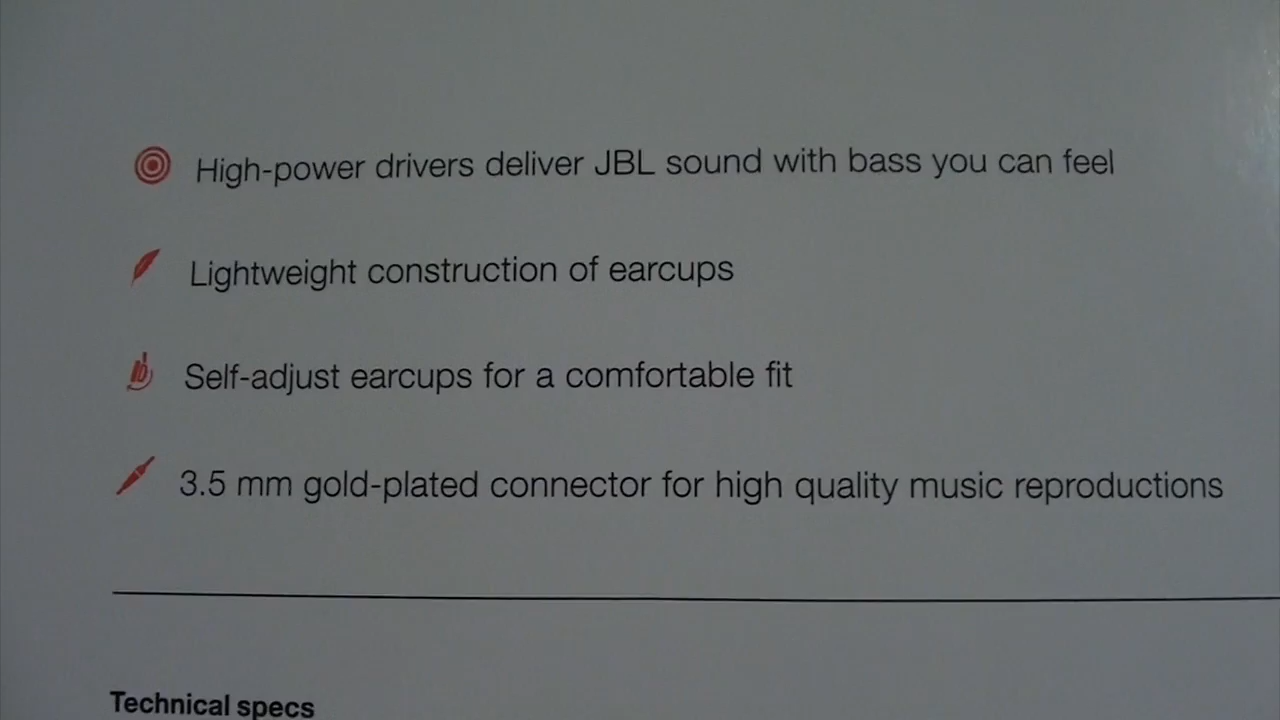 High-power drivers deliver JBL sound with bass you can feel
Lightweight construction of earcups
Self-adjust earcups for a comfortable fit
3.5 mm gold-plated connector for high quality music reproductions
Technical specs